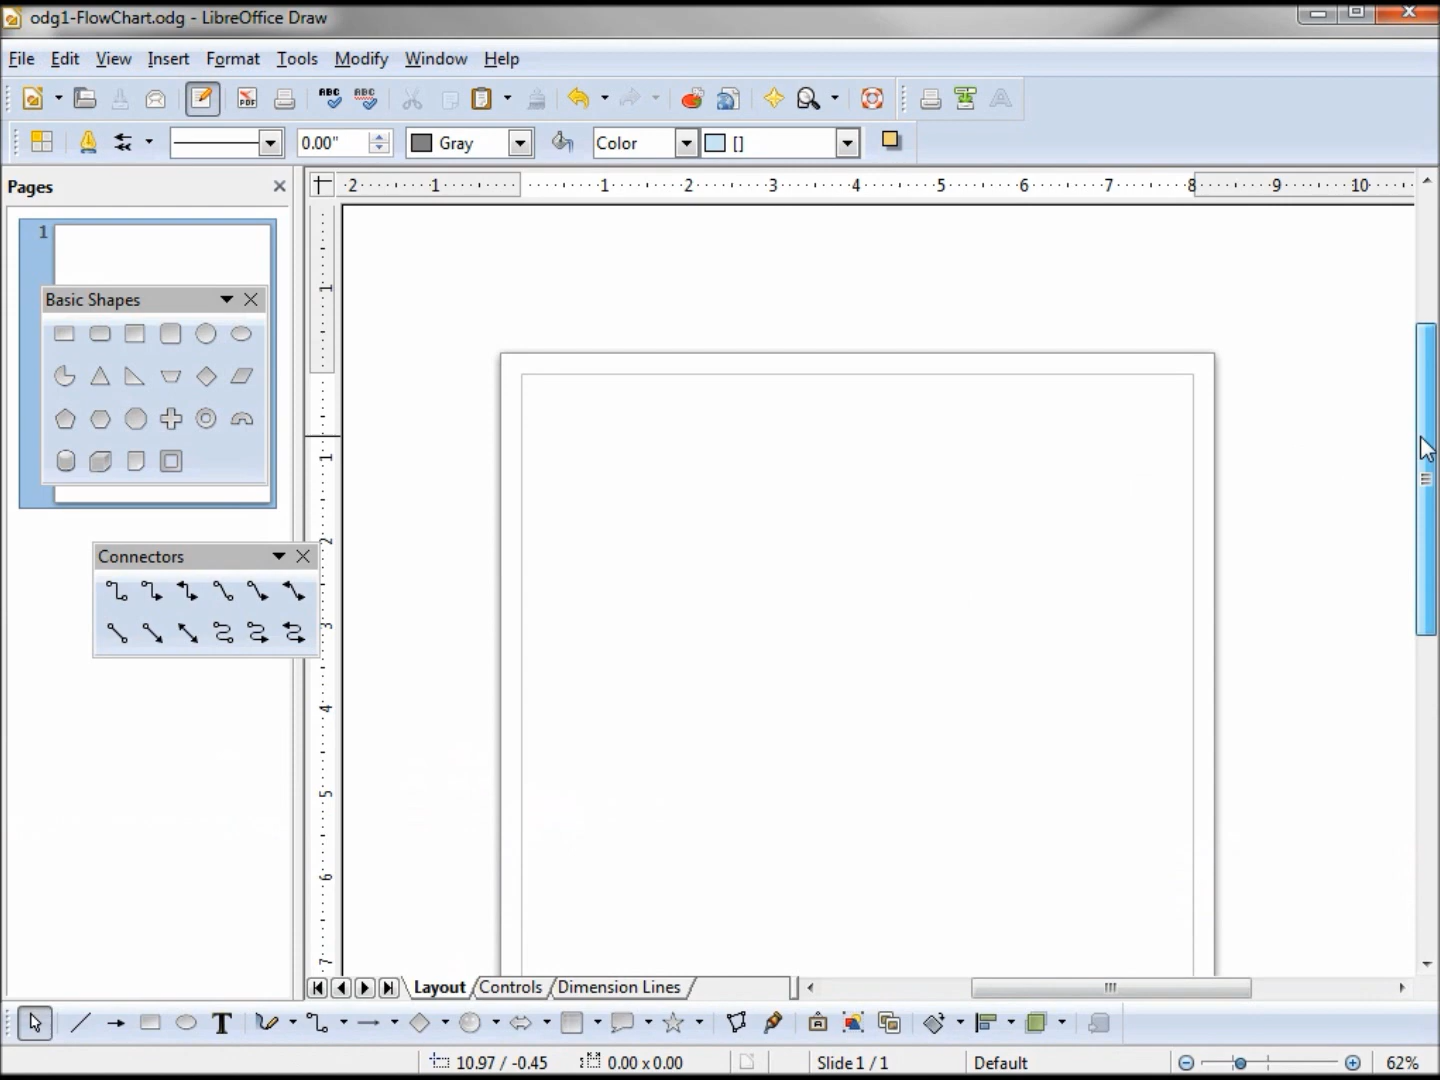 odg1-FlowChart.odg - LibreOffice Draw
File Edit View Insert Format Tools Modify Window Help
PDF ABC ABC
0.00" Gray Color []
Pages
2 1 1 2 3 4 5 6 7 8 9 10
1
Basic Shapes
Connectors
1
1
2
3
4
5
6
7
Layout Controls Dimension Lines
T A
10.97 / -0.45 0.00 x 0.00 Slide 1 / 1 Default 62%